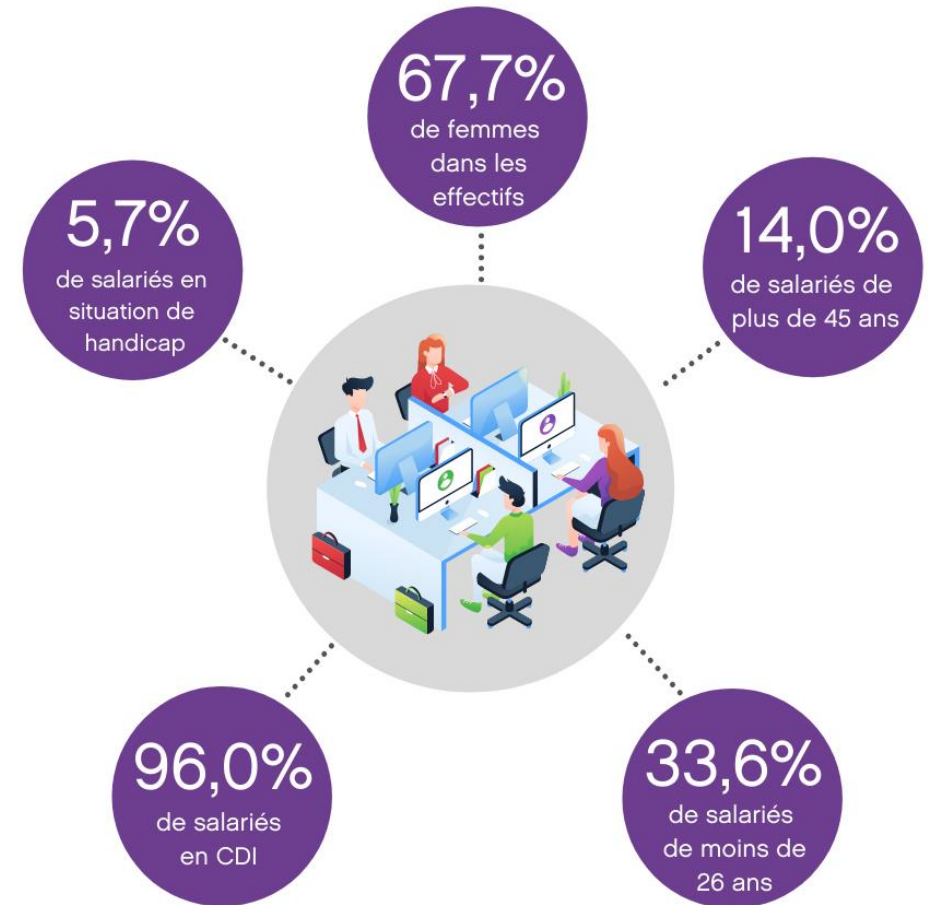 67,7%
de femmes
dans les
effectifs
5,7%
de salariés en
situation de
handicap
14,0%
de salariés de
plus de 45 ans
96,0%
de salariés
en CDI
33,6%
de salariés
de moins de
26 ans